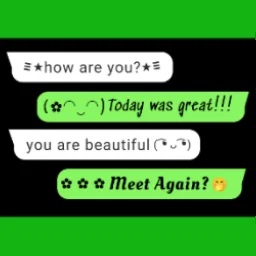 ⚞★how are you?★⚟
(✿◠‿◠) Today was great!!!
you are beautiful ( ͡° ᴗ ͡°)
✿ ✿ ✿ Meet Again? 🤭